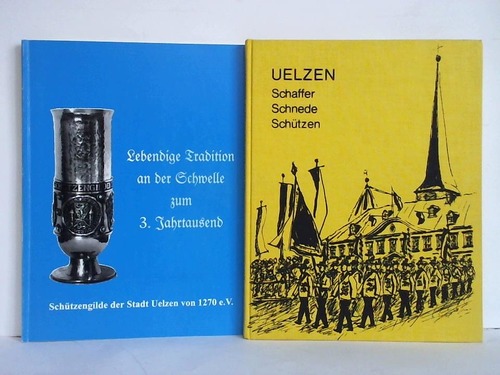 Lebendige Tradition
an der Schwelle
zum
3. Jahrtausend
Schützengilde der Stadt Uelzen von 1270 e.V.
UELZEN
Schaffer
Schnede
Schützen